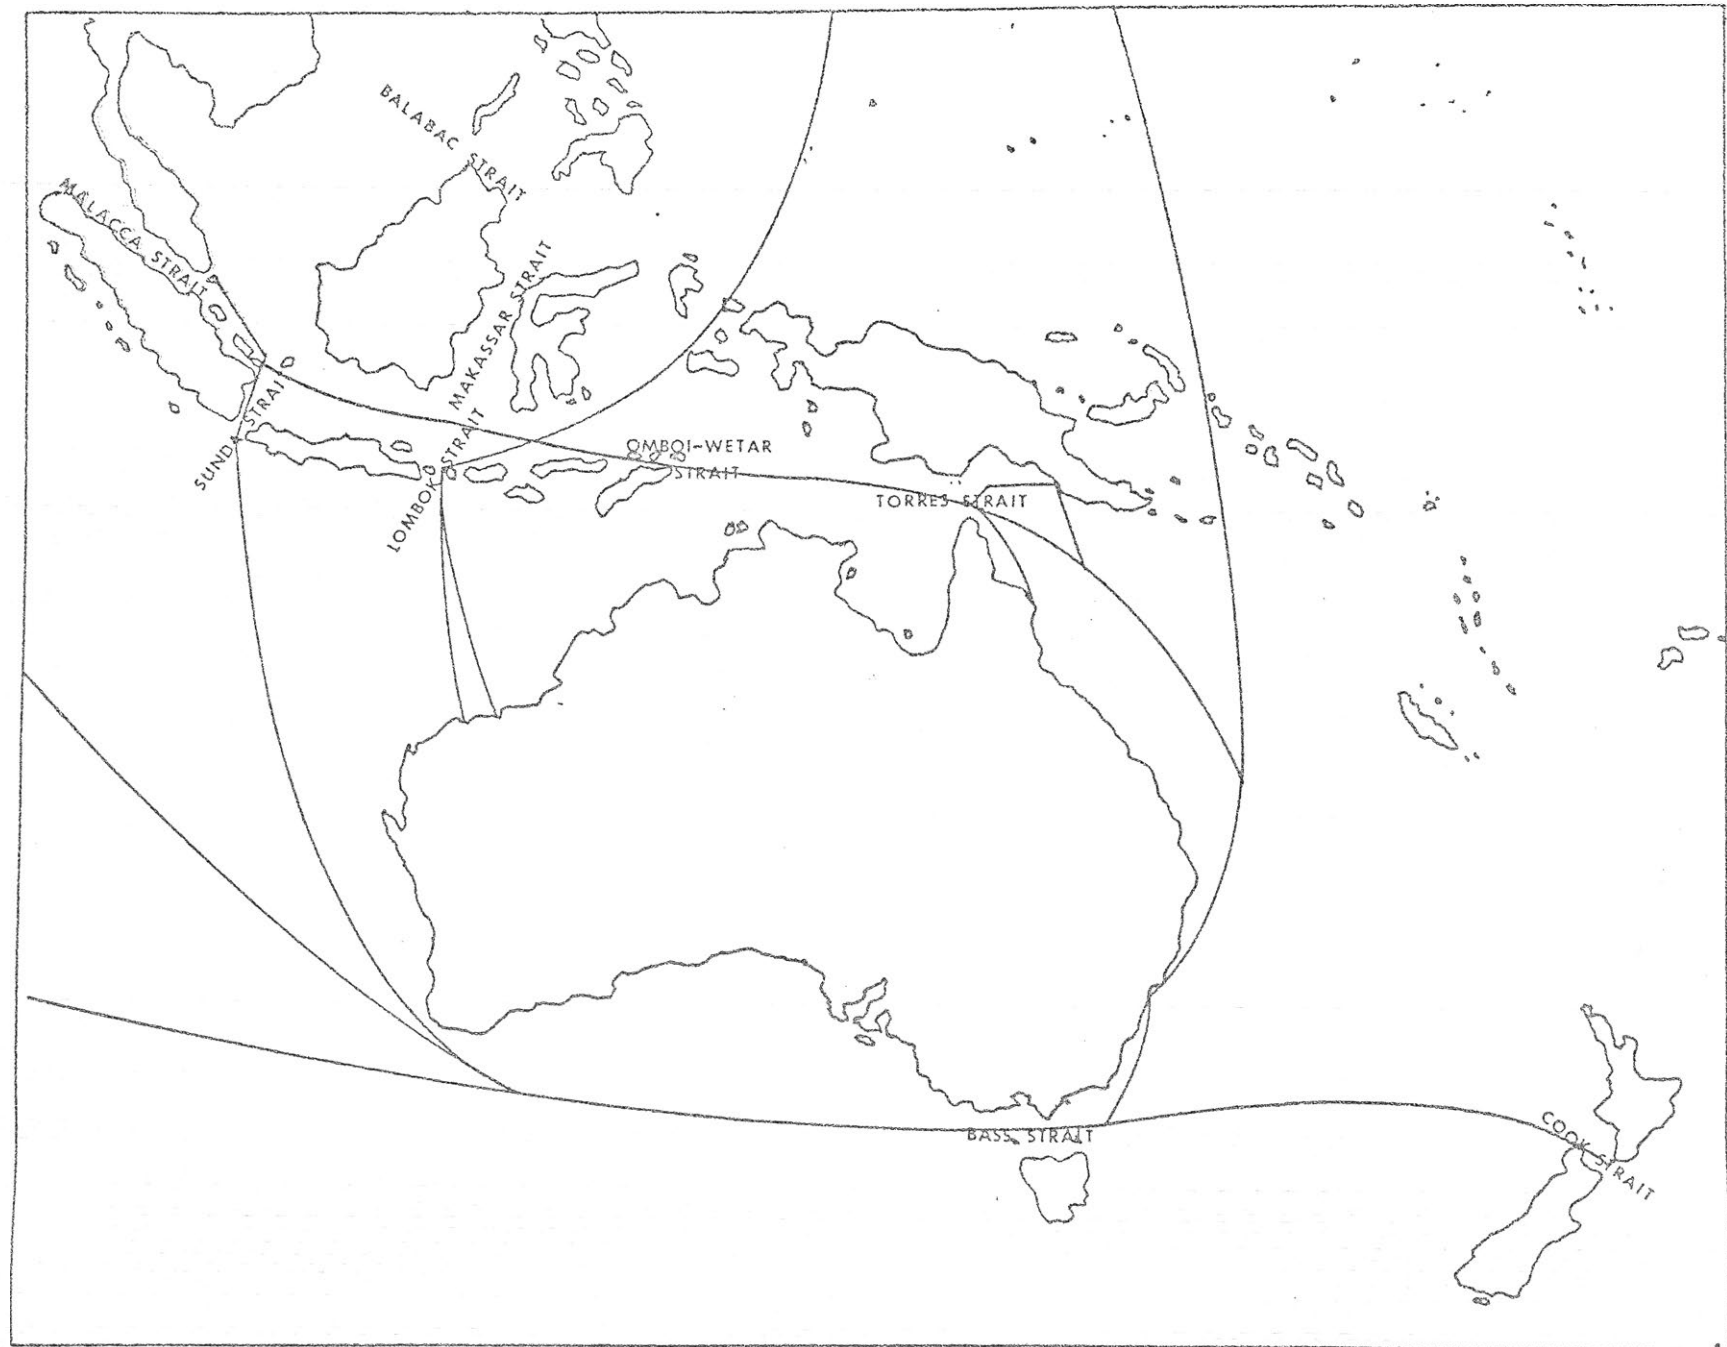 BALABAC STRAIT
MALACCA STRAIT
MAKASSAR STRAIT
SUNDA STRAIT
LOMBOK STRAIT
OMBOI-WETAR
STRAIT
TORRES STRAIT
BASS STRAIT
COOK STRAIT